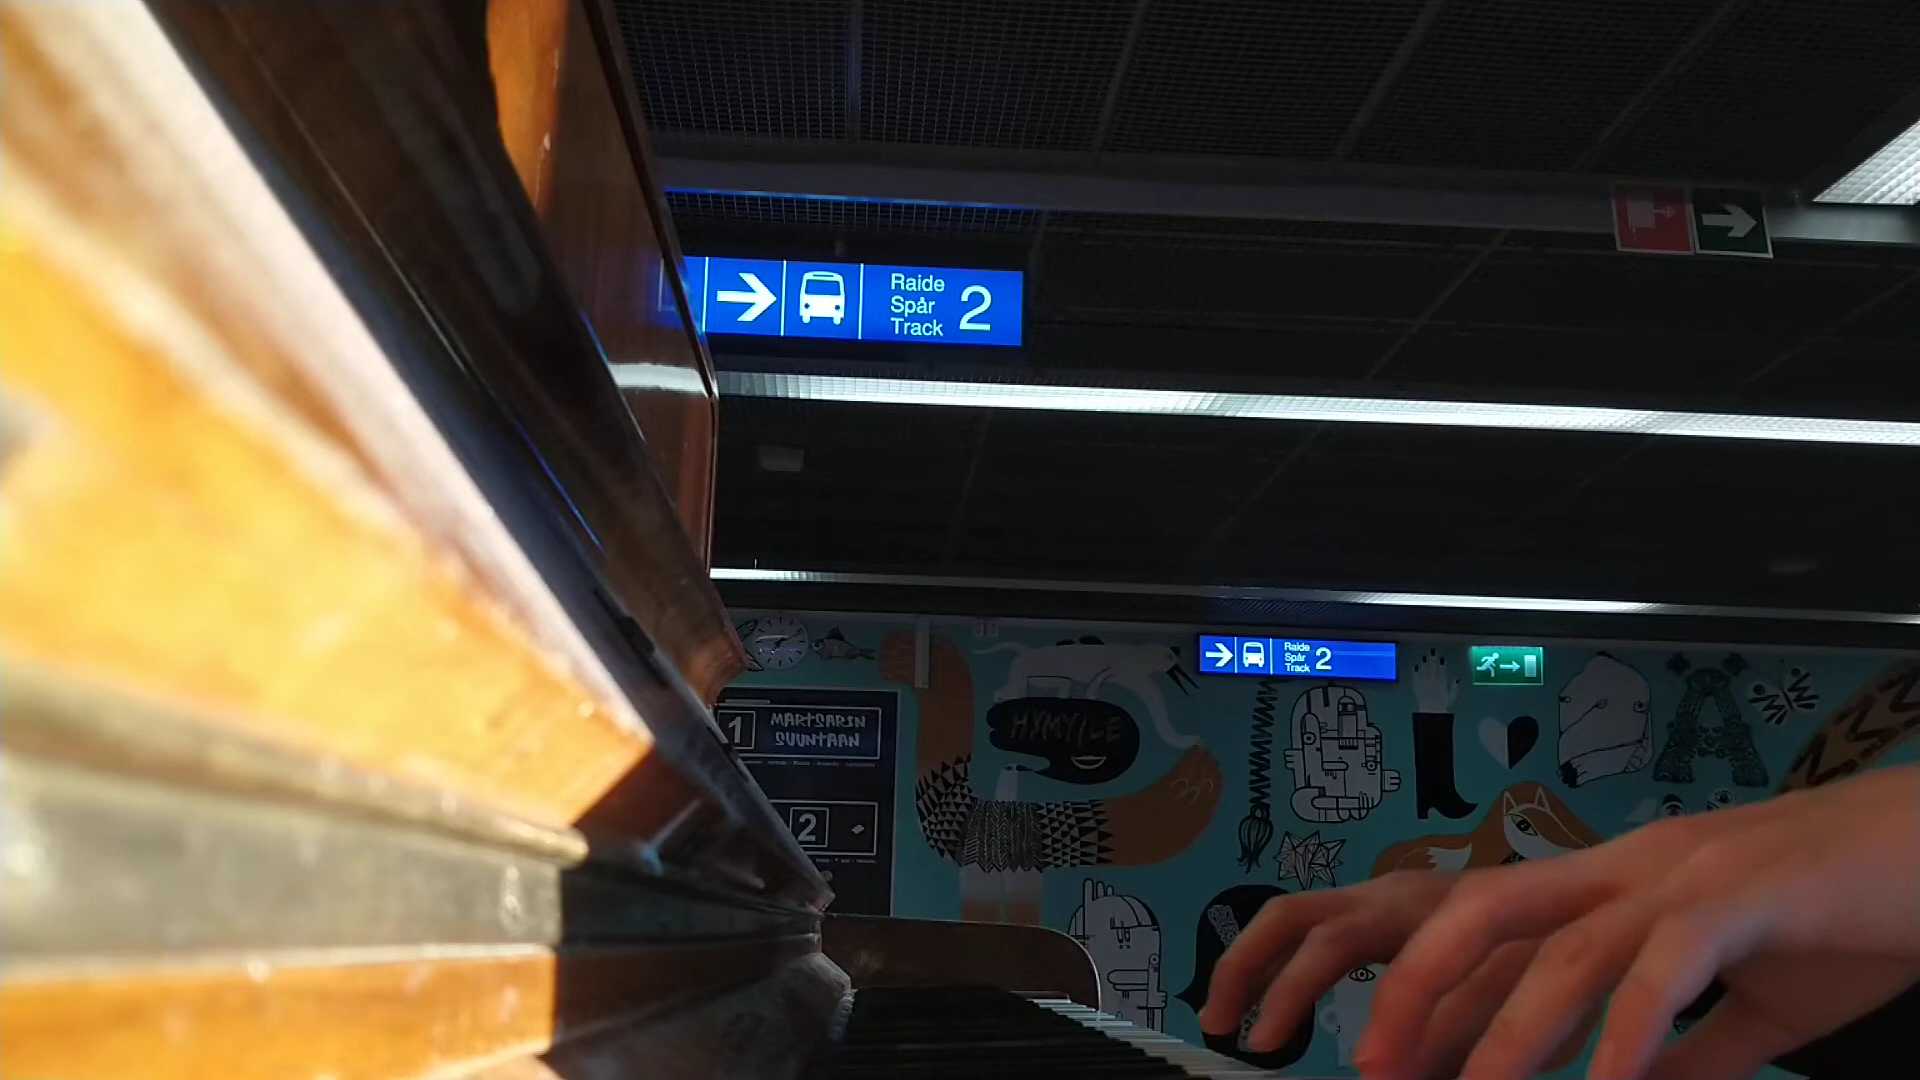 Raide
Spår
Track
2
Raide
Spår
Track
2
HYMYILE
1
MARTSARIN
SUUNTAAN
2